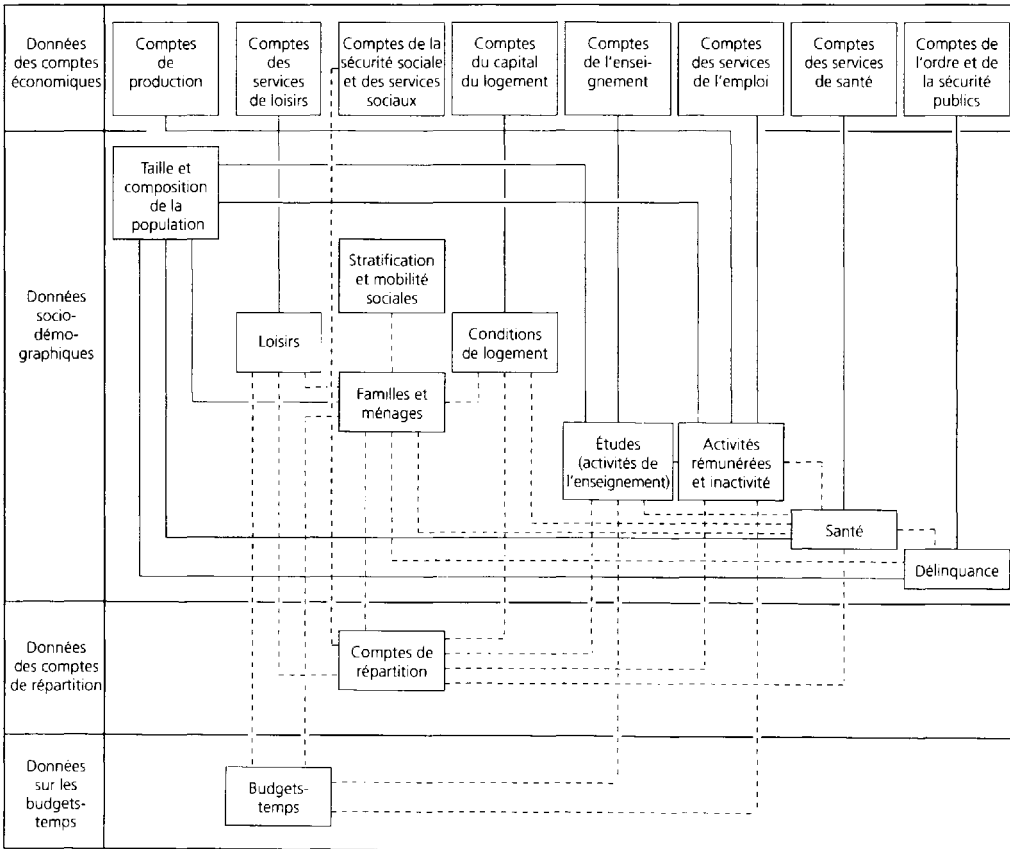 Données
des comptes
économiques
Comptes
de
production
Comptes
des
services
de loisirs
Comptes de la
sécurité sociale
et des services
sociaux
Comptes
du capital
du logement
Comptes
de l'ensei-
gnement
Comptes
des services
de l'emploi
Comptes
des services
de santé
Comptes de
l'ordre et de
la sécurité
publics
Données
socio-
démo-
graphiques
Taille et
composition
de la
population
Stratification
et mobilité
sociales
Loisirs
Conditions
de logement
Familles et
ménages
Études
(activités de
l'enseignement)
Activités
rémunérées
et inactivité
Santé
Délinquance
Données
des comptes
de répartition
Comptes de
répartition
Données
sur les
budgets-
temps
Budgets-
temps